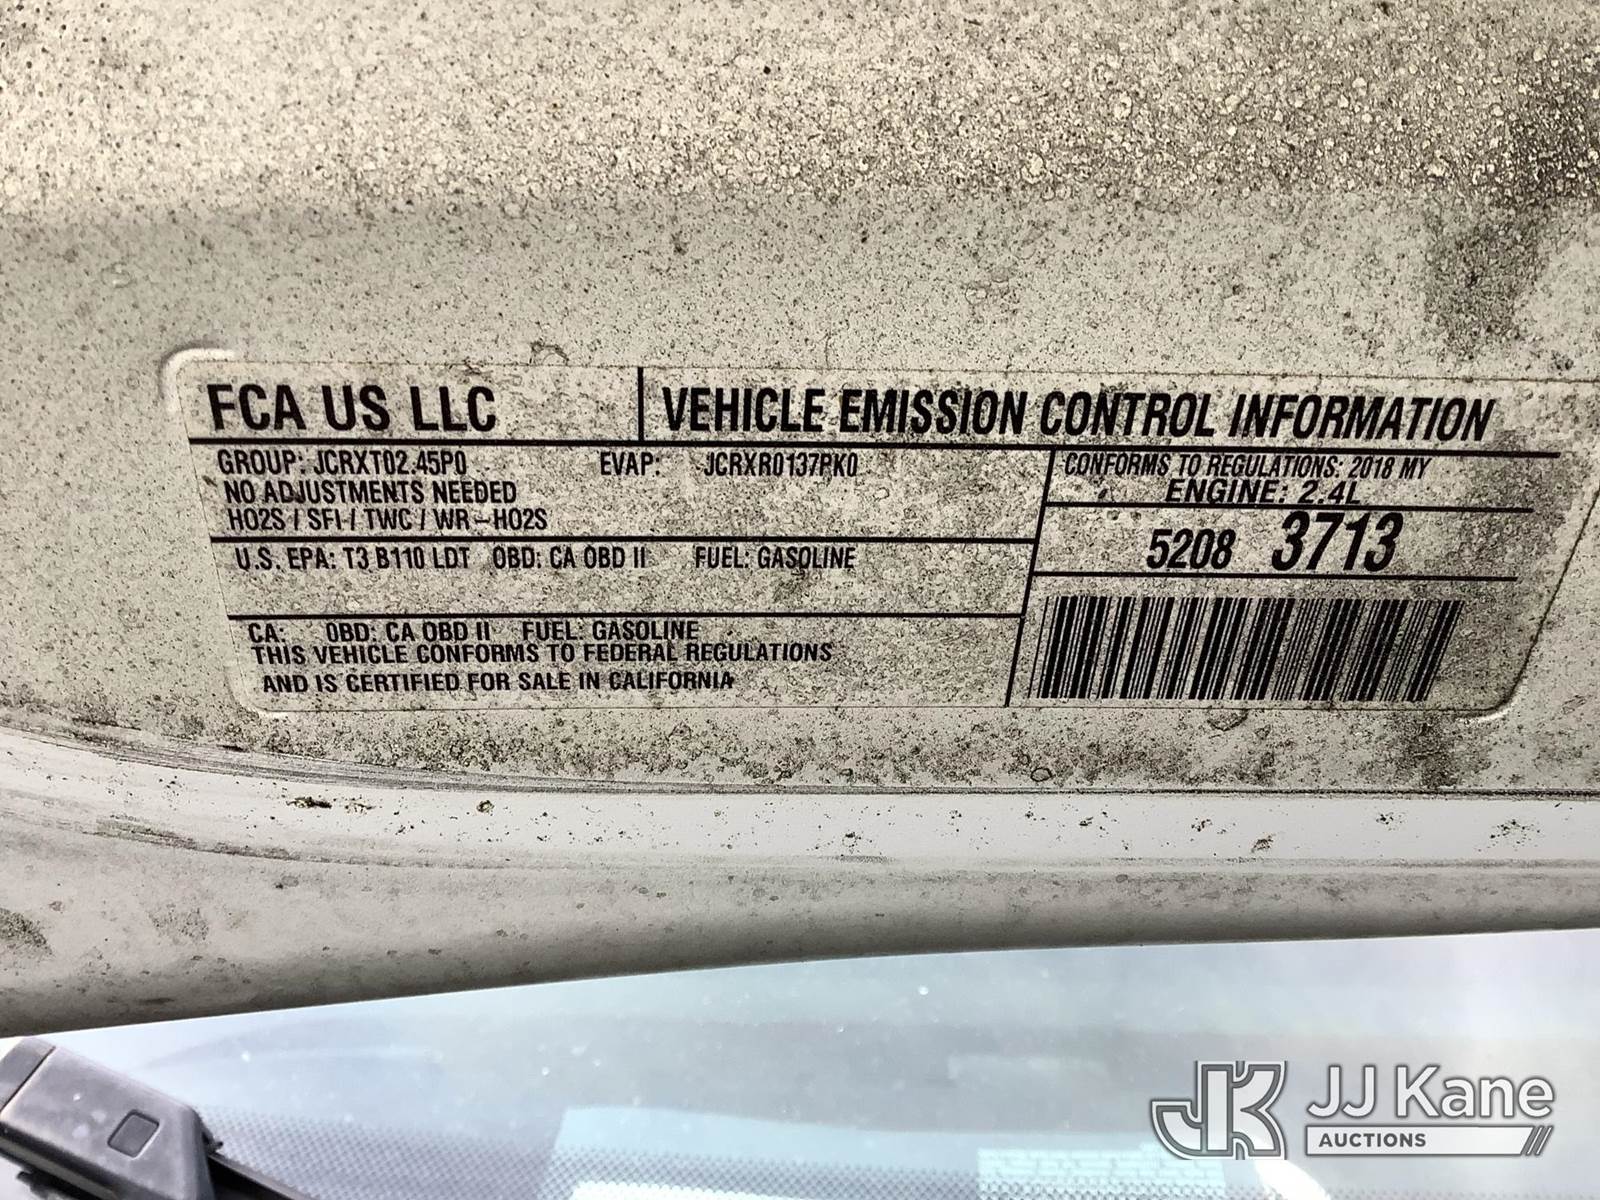 FCA US LLC
VEHICLE EMISSION CONTROL INFORMATION
GROUP: JCRXT02.45P0 EVAP: JCRXR0137PK0
NO ADJUSTMENTS NEEDED
HO2S / SFI / TWC / WR-HO2S
CONFORMS TO REGULATIONS: 2018 MY
ENGINE: 2.4L
5208 3713
U.S. EPA: T3 B110 LDT OBD: CA OBD II FUEL: GASOLINE
CA: OBD: CA OBD II FUEL: GASOLINE
THIS VEHICLE CONFORMS TO FEDERAL REGULATIONS
AND IS CERTIFIED FOR SALE IN CALIFORNIA
JK
JJ Kane
AUCTIONS